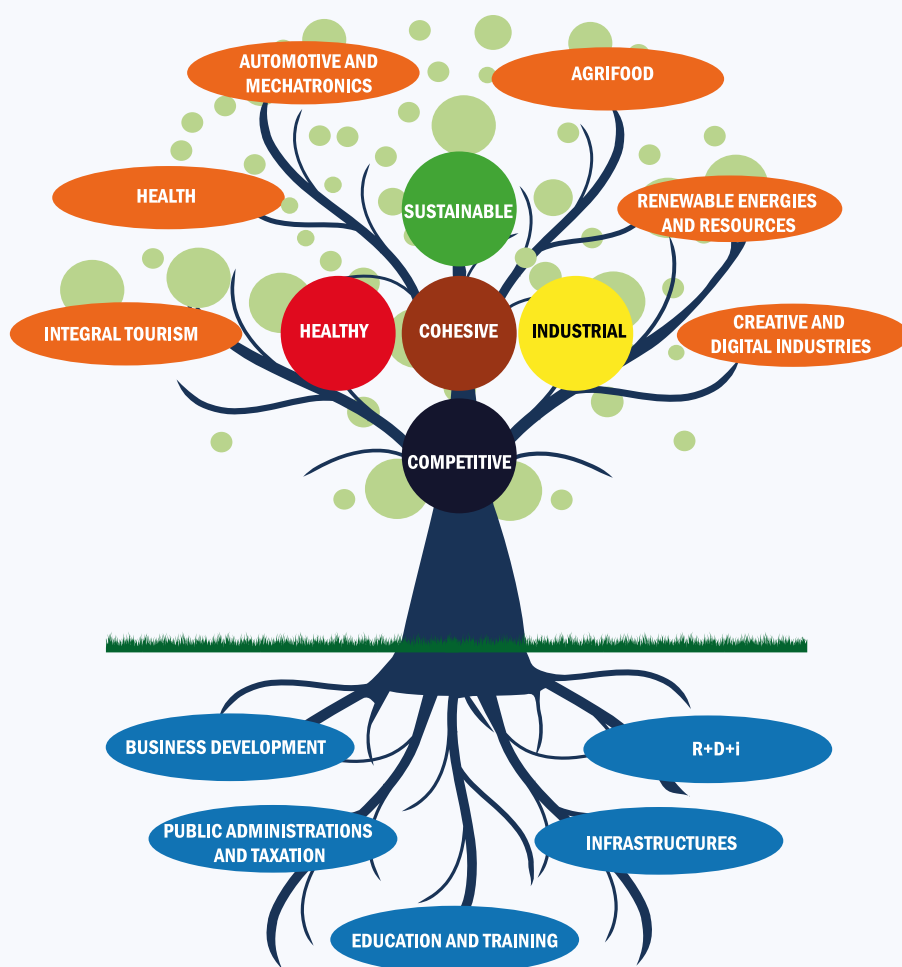 AUTOMOTIVE AND
MECHATRONICS
AGRIFOOD
HEALTH
SUSTAINABLE
RENEWABLE ENERGIES
AND RESOURCES
INTEGRAL TOURISM
HEALTHY
COHESIVE
INDUSTRIAL
CREATIVE AND
DIGITAL INDUSTRIES
COMPETITIVE
BUSINESS DEVELOPMENT
R+D+i
PUBLIC ADMINISTRATIONS
AND TAXATION
INFRASTRUCTURES
EDUCATION AND TRAINING